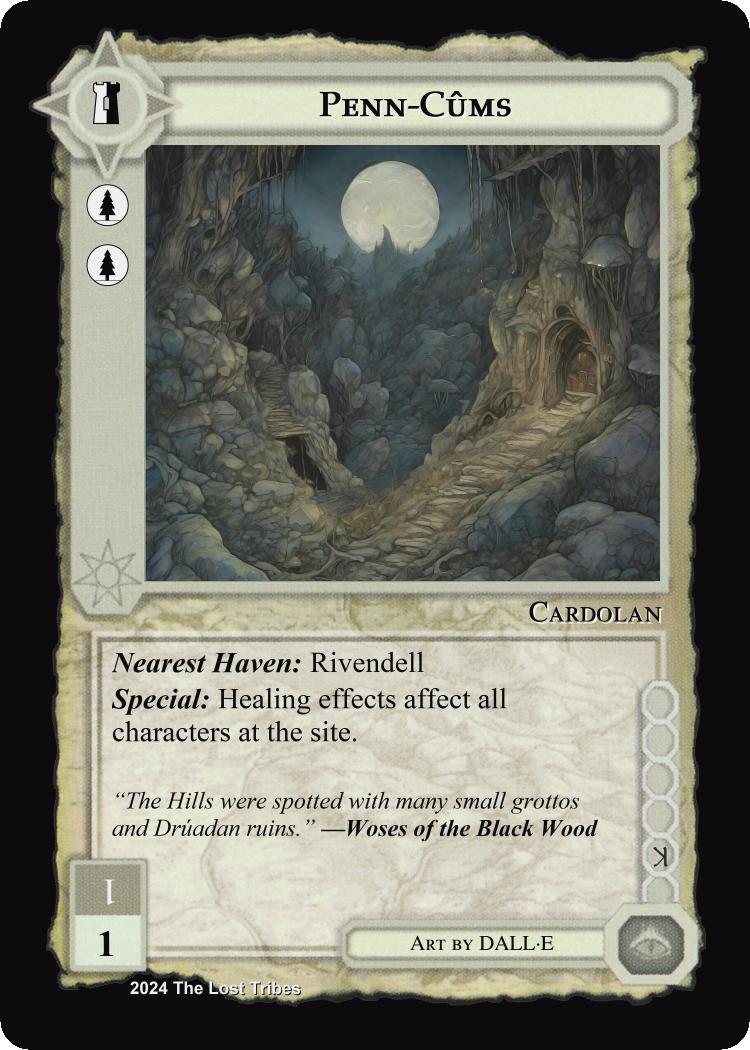 Penn-Cûms
Cardolan
Nearest Haven: Rivendell
Special: Healing effects affect all
characters at the site.
“The Hills were spotted with many small grottos
and Drúadan ruins.” —Woses of the Black Wood
1
1
Art by DALL·E
2024 The Lost Tribes